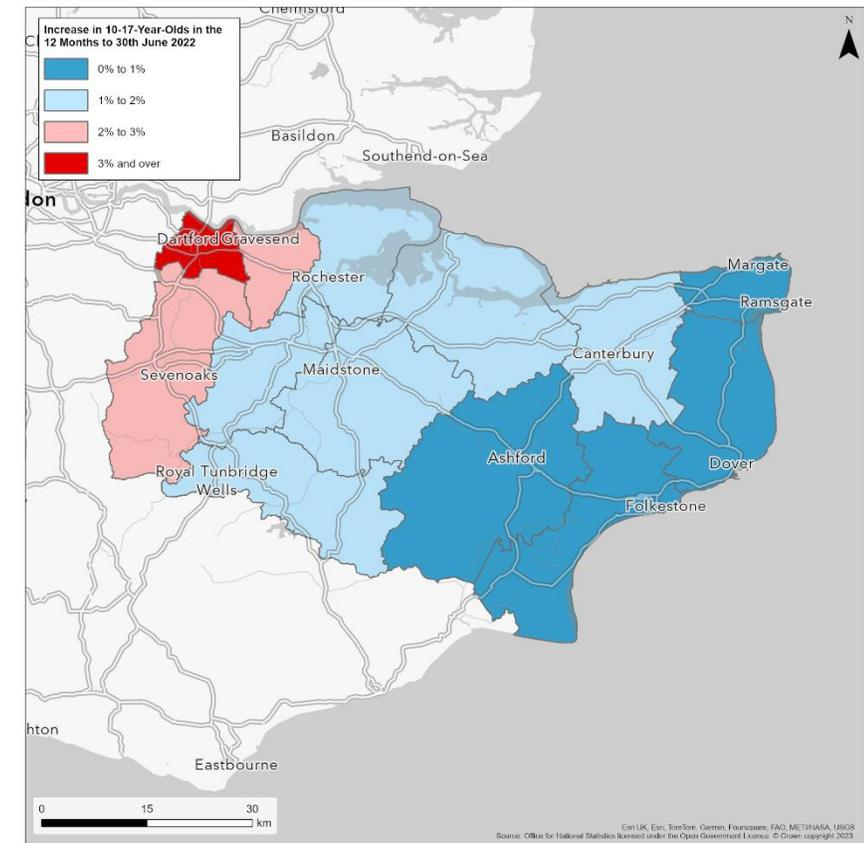 Chelmsford
Increase in 10-17-Year-Olds in the
12 Months to 30th June 2022
N
0% to 1%
1% to 2%
2% to 3%
3% and over
Basildon
Southend-on-Sea
don
Dartford
Gravesend
Rochester
Margate
Ramsgate
Sevenoaks
Maidstone
Canterbury
Royal Tunbridge
Wells
Ashford
Dover
Folkestone
hton
Eastbourne
0 15 30
km
Esri UK, Esri, TomTom, Garmin, Foursquare, FAO, METI/NASA, USGS
Source: Office for National Statistics licensed under the Open Government Licence. © Crown copyright 2023.